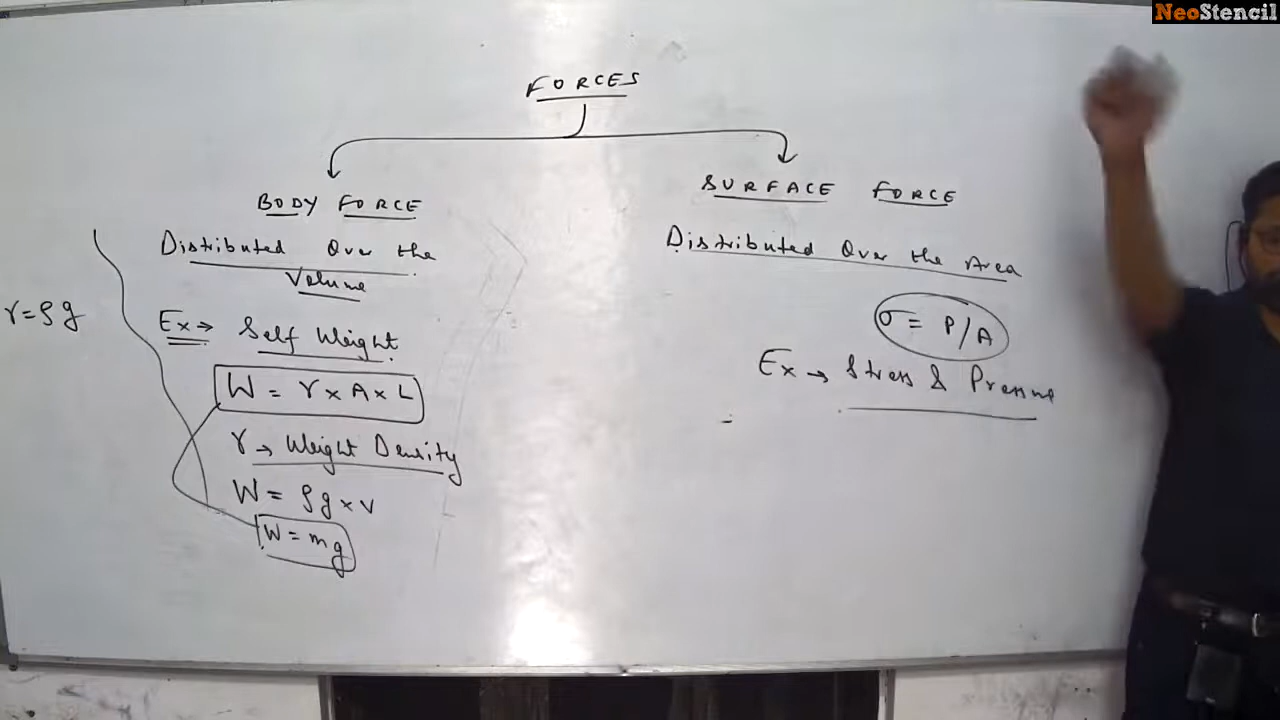 NeoStencil
FORCES
BODY FORCE
Distributed Over the
Volume
Ex → Self Weight
W = γ × A × L
γ → Weight Density
W = ρg × V
W = mg
γ = ρg
SURFACE FORCE
Distributed Over the Area
σ = P/A
Ex → Stress & Pressure